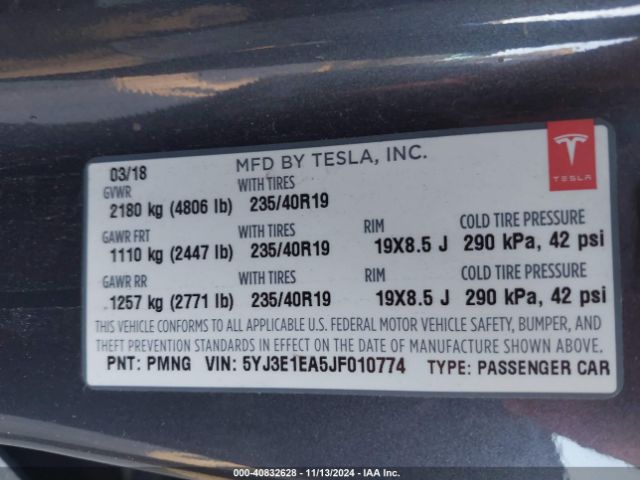 03/18 MFD BY TESLA, INC.
TESLA
GVWR WITH TIRES
2180 kg (4806 lb) 235/40R19
GAWR FRT WITH TIRES RIM COLD TIRE PRESSURE
1110 kg (2447 lb) 235/40R19 19X8.5 J 290 kPa, 42 psi
GAWR RR WITH TIRES RIM COLD TIRE PRESSURE
1257 kg (2771 lb) 235/40R19 19X8.5 J 290 kPa, 42 psi
THIS VEHICLE CONFORMS TO ALL APPLICABLE U.S. FEDERAL MOTOR VEHICLE SAFETY, BUMPER, AND
THEFT PREVENTION STANDARDS IN EFFECT ON THE DATE OF MANUFACTURE SHOWN ABOVE.
PNT: PMNG VIN: 5YJ3E1EA5JF010774 TYPE: PASSENGER CAR
000-40832628 - 11/13/2024 - IAA Inc.